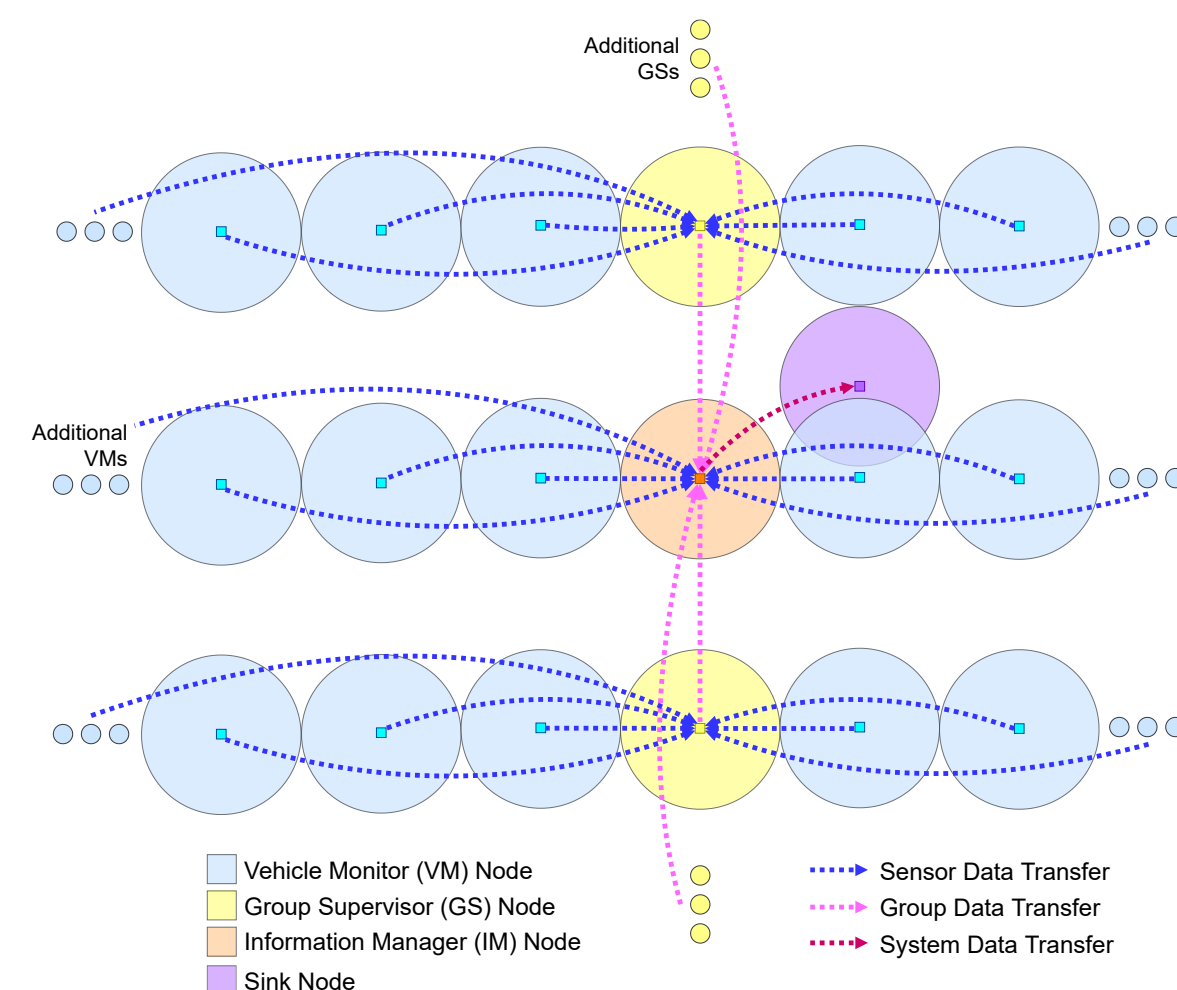 Additional
GSs
Additional
VMs
Vehicle Monitor (VM) Node
Group Supervisor (GS) Node
Information Manager (IM) Node
Sink Node
Sensor Data Transfer
Group Data Transfer
System Data Transfer